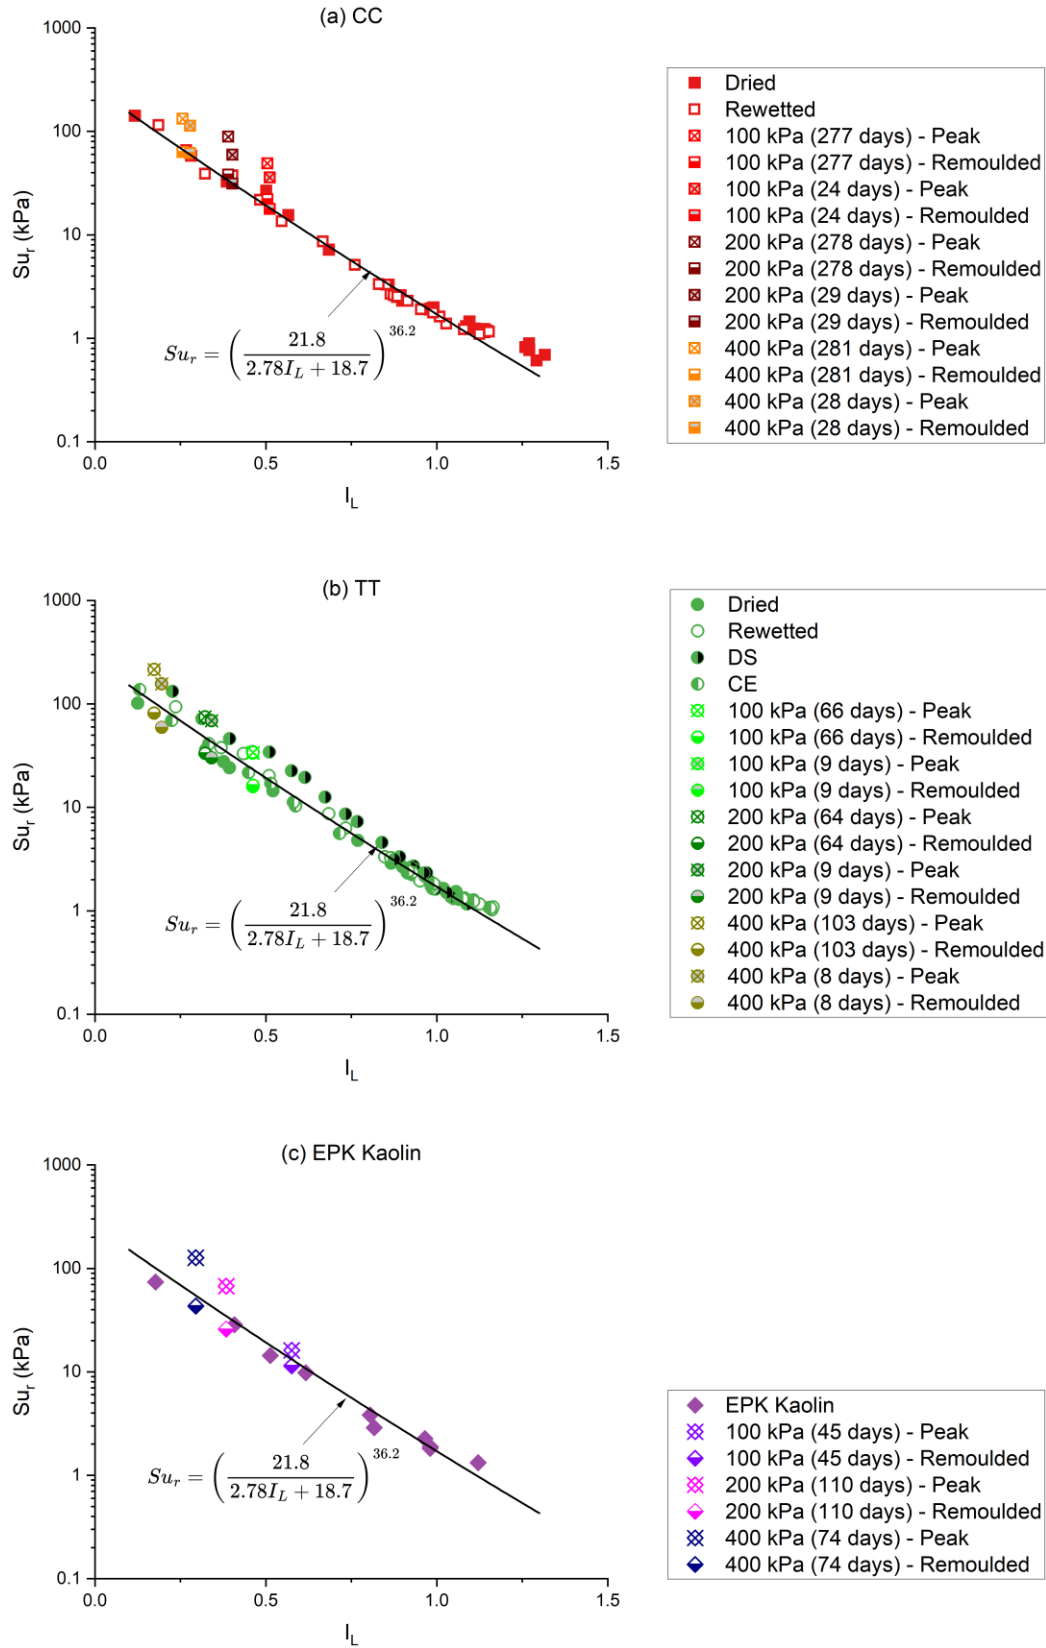 (a) CC
1000
100
10
1
0.1
Su_r (kPa)
0.0 0.5 1.0 1.5
I_L
Su_r = (21.8 / (2.78I_L + 18.7))^36.2
Dried
Rewetted
100 kPa (277 days) - Peak
100 kPa (277 days) - Remoulded
100 kPa (24 days) - Peak
100 kPa (24 days) - Remoulded
200 kPa (278 days) - Peak
200 kPa (278 days) - Remoulded
200 kPa (29 days) - Peak
200 kPa (29 days) - Remoulded
400 kPa (281 days) - Peak
400 kPa (281 days) - Remoulded
400 kPa (28 days) - Peak
400 kPa (28 days) - Remoulded
(b) TT
1000
100
10
1
0.1
Su_r (kPa)
0.0 0.5 1.0 1.5
I_L
Su_r = (21.8 / (2.78I_L + 18.7))^36.2
Dried
Rewetted
DS
CE
100 kPa (66 days) - Peak
100 kPa (66 days) - Remoulded
100 kPa (9 days) - Peak
100 kPa (9 days) - Remoulded
200 kPa (64 days) - Peak
200 kPa (64 days) - Remoulded
200 kPa (9 days) - Peak
200 kPa (9 days) - Remoulded
400 kPa (103 days) - Peak
400 kPa (103 days) - Remoulded
400 kPa (8 days) - Peak
400 kPa (8 days) - Remoulded
(c) EPK Kaolin
1000
100
10
1
0.1
Su_r (kPa)
0.0 0.5 1.0 1.5
I_L
Su_r = (21.8 / (2.78I_L + 18.7))^36.2
EPK Kaolin
100 kPa (45 days) - Peak
100 kPa (45 days) - Remoulded
200 kPa (110 days) - Peak
200 kPa (110 days) - Remoulded
400 kPa (74 days) - Peak
400 kPa (74 days) - Remoulded